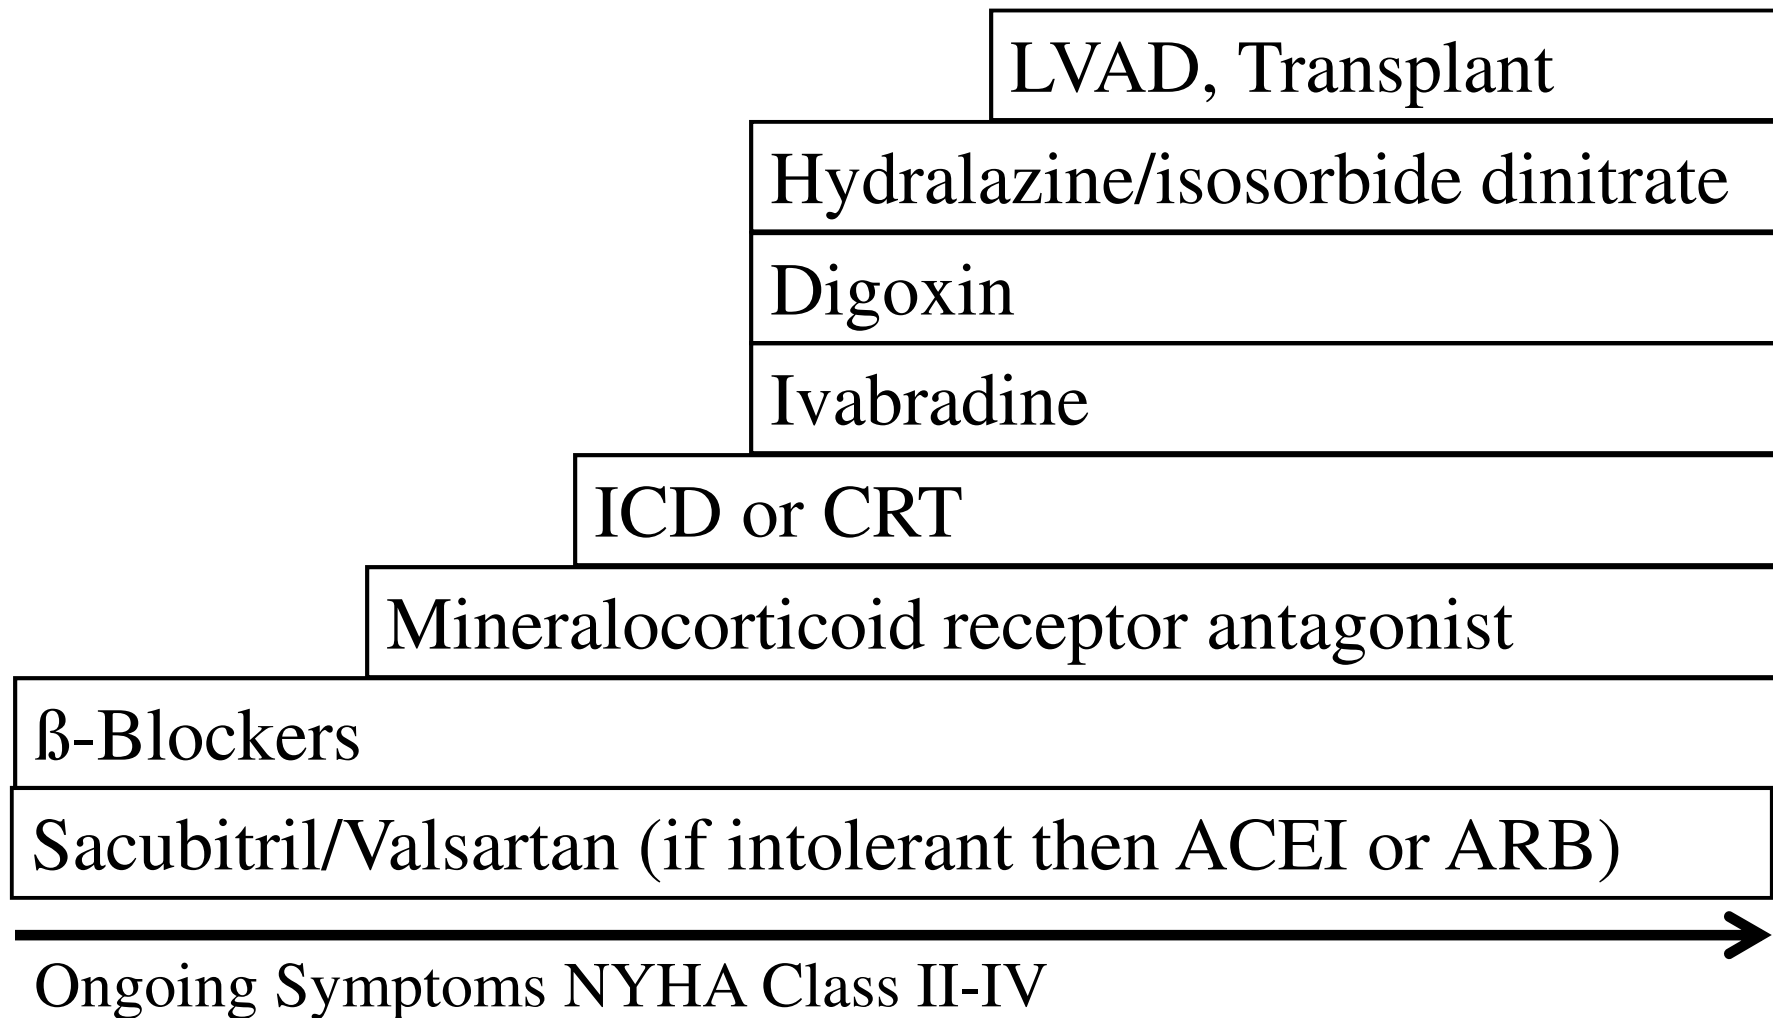 LVAD, Transplant
Hydralazine/isosorbide dinitrate
Digoxin
Ivabradine
ICD or CRT
Mineralocorticoid receptor antagonist
ß-Blockers
Sacubitril/Valsartan (if intolerant then ACEI or ARB)
Ongoing Symptoms NYHA Class II-IV